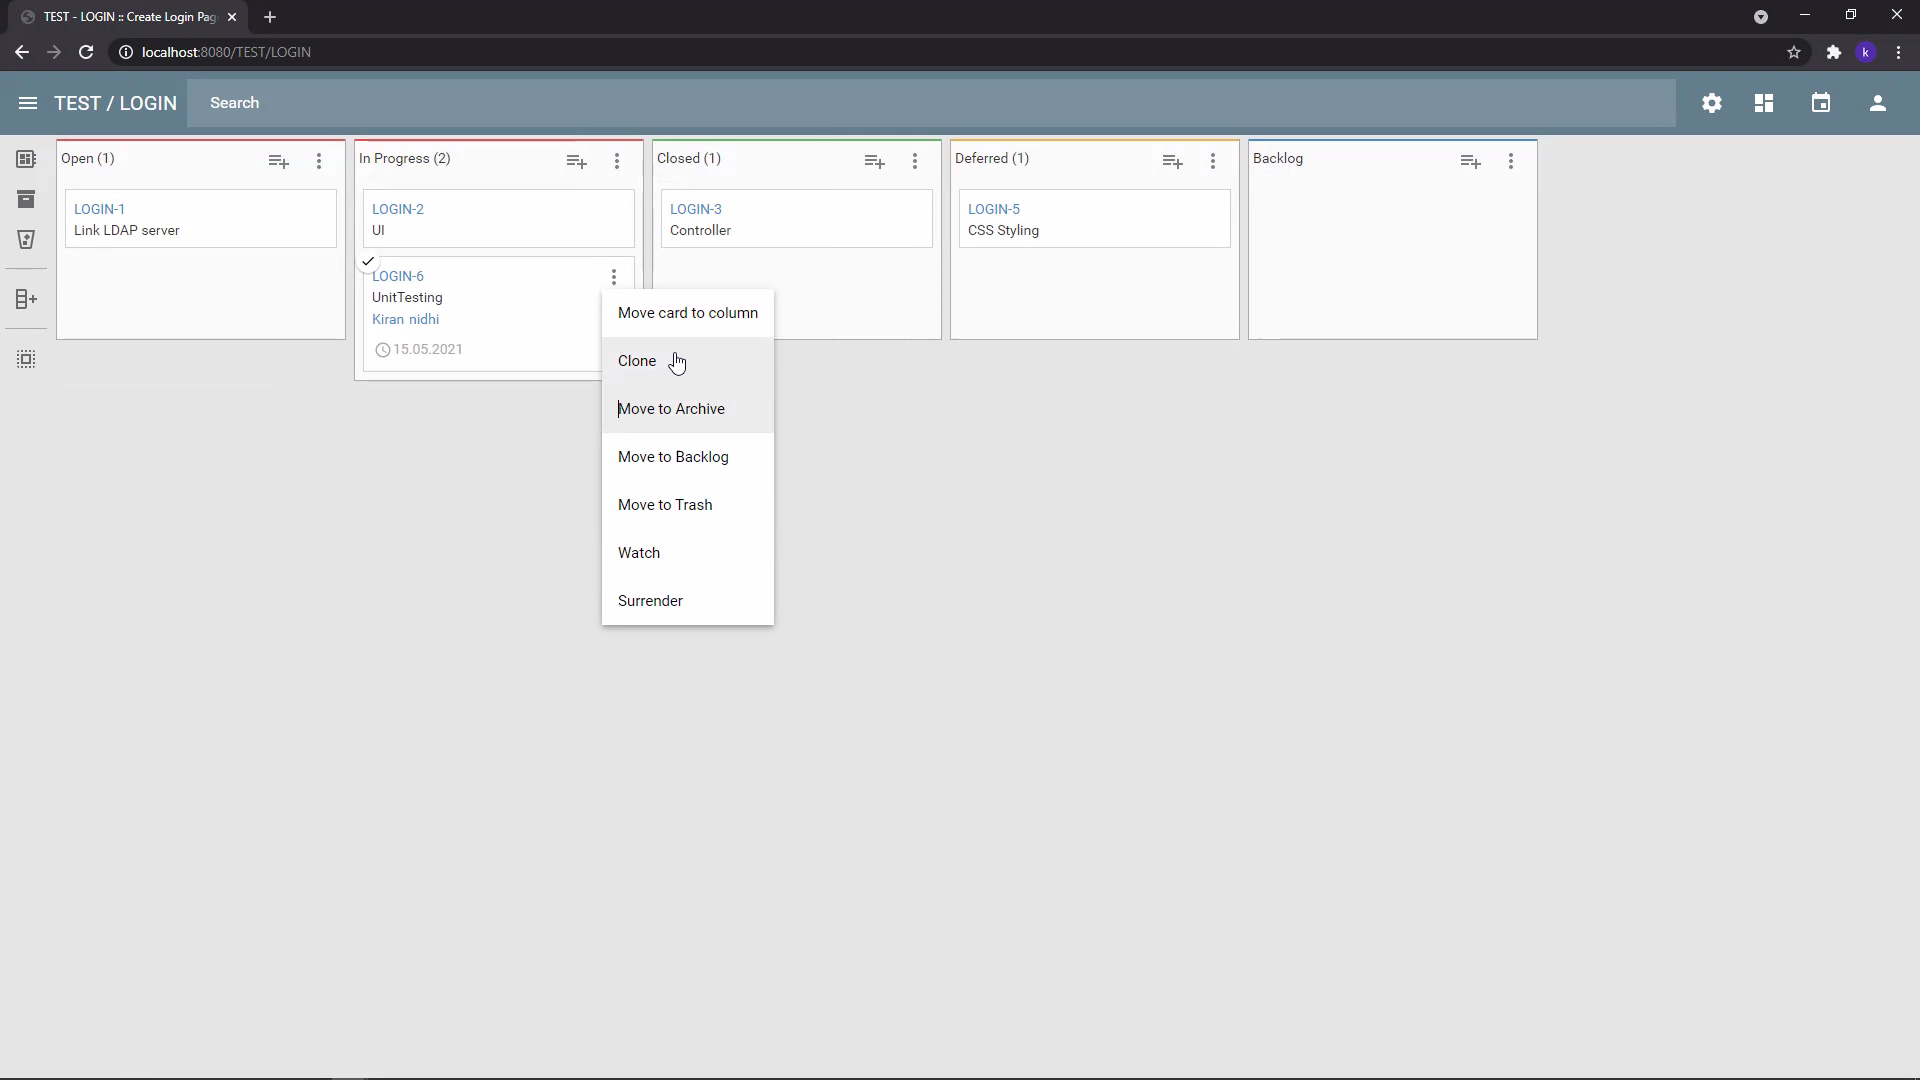 TEST - LOGIN :: Create Login Pag
localhost:8080/TEST/LOGIN
k
TEST / LOGIN
Search
Open (1)
In Progress (2)
Closed (1)
Deferred (1)
Backlog
LOGIN-1
Link LDAP server
LOGIN-2
UI
LOGIN-3
Controller
LOGIN-5
CSS Styling
LOGIN-6
UnitTesting
Kiran nidhi
15.05.2021
Move card to column
Clone
Move to Archive
Move to Backlog
Move to Trash
Watch
Surrender